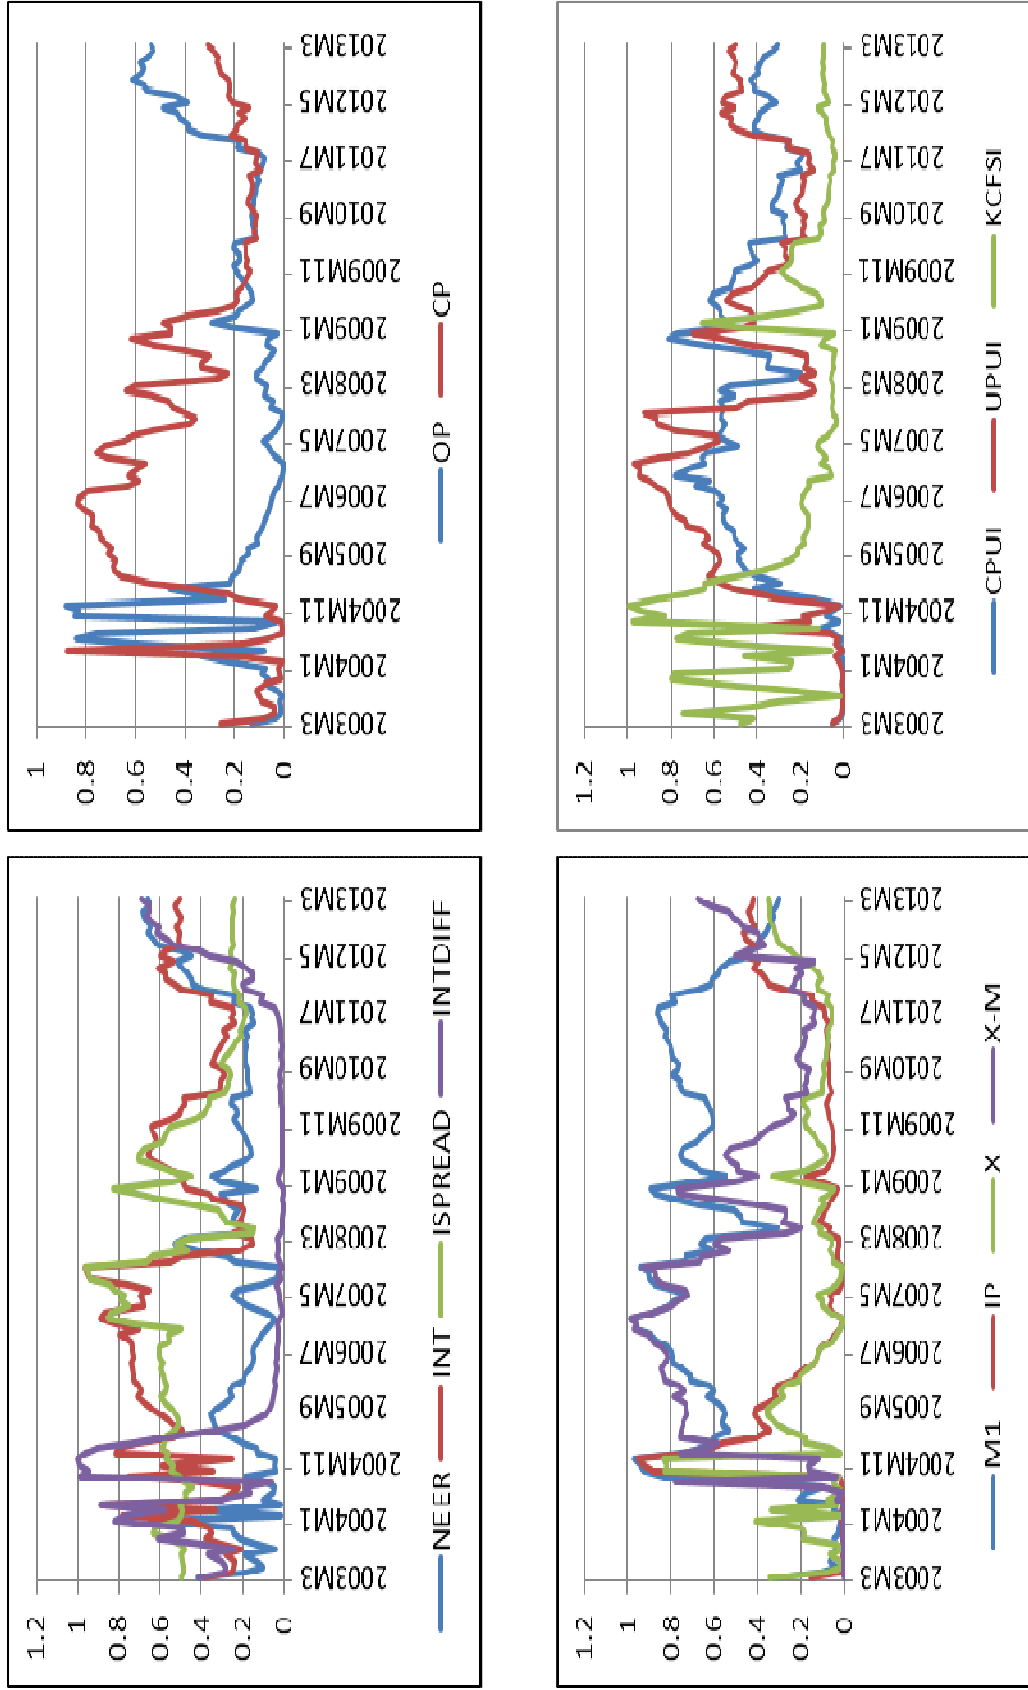 1.2
1
0.8
0.6
0.4
0.2
0
2003M3
2004M1
2004M11
2005M9
2006M7
2007M5
2008M3
2009M1
2009M11
2010M9
2011M7
2012M5
2013M3
NEER INT ISPREAD INTDIFF
1
0.8
0.6
0.4
0.2
0
2003M3
2004M1
2004M11
2005M9
2006M7
2007M5
2008M3
2009M1
2009M11
2010M9
2011M7
2012M5
2013M3
OP CP
1.2
1
0.8
0.6
0.4
0.2
0
2003M3
2004M1
2004M11
2005M9
2006M7
2007M5
2008M3
2009M1
2009M11
2010M9
2011M7
2012M5
2013M3
M1 IP X X-M
1.2
1
0.8
0.6
0.4
0.2
0
2003M3
2004M1
2004M11
2005M9
2006M7
2007M5
2008M3
2009M1
2009M11
2010M9
2011M7
2012M5
2013M3
CPUI UPUI KCFSI